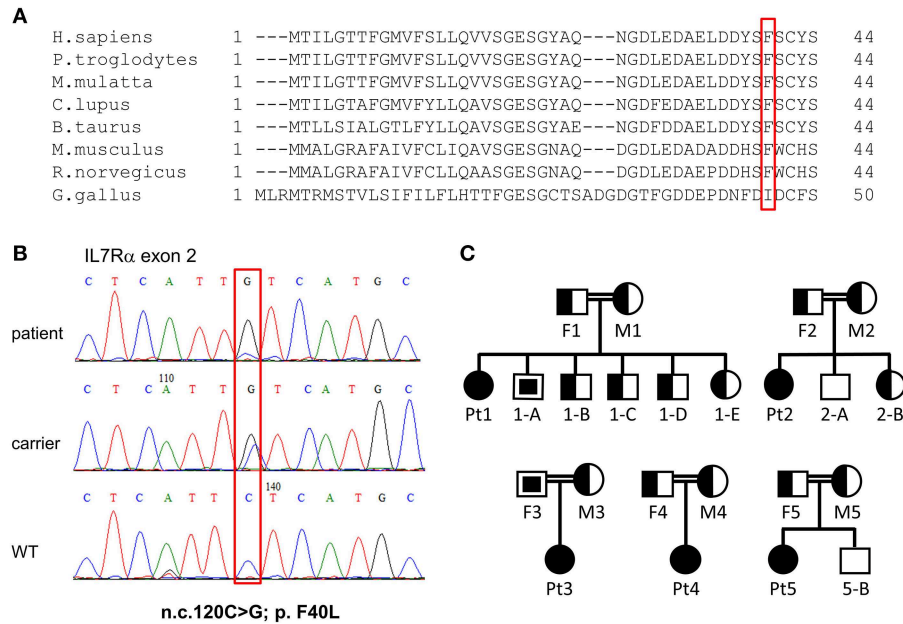 A
H.sapiens 1 ---MTILGTTFGMVFSLLQVVSGESGYAQ---NGDLEDAELDDYSFSCYS 44
P.troglodytes 1 ---MTILGTTFGMVFSLLQVVSGESGYAQ---NGDLEDAELDDYSFSCYS 44
M.mulatta 1 ---MTILGTTFGMVFSLLQVVSGESGYAQ---NGDLEDAELDDYSFSCYS 44
C.lupus 1 ---MTILGTAFGMVFYLLQAVSGESGYAQ---NGDFEDAELDDYSFSCYS 44
B.taurus 1 ---MTLLSIALGTLFYLLQAVSGESGYAE---NGDFDDAELDDYSFSCYS 44
M.musculus 1 ---MMALGRAFAIVFCLIQAVSGESGNAQ---DGDLEDADADDHSFWCHS 44
R.norvegicus 1 ---MMALGRAFAIVFCLLQAASGESGNAQ---DGDLEDAEPDDHSFWCHS 44
G.gallus 1 MLRMTRMSTVLSIFILFLHTTFGESGCTSADGDGTFGDDEPDNFDIDCFS 50
B
IL7Rα exon 2
C T C A T T G T C A T G C
patient
110
C T C A T T G T C A T G C
carrier
140
C T C A T T C T C A T G C
WT
n.c.120C>G; p. F40L
C
F1 M1 F2 M2
Pt1 1-A 1-B 1-C 1-D 1-E Pt2 2-A 2-B
F3 M3 F4 M4 F5 M5
Pt3 Pt4 Pt5 5-B